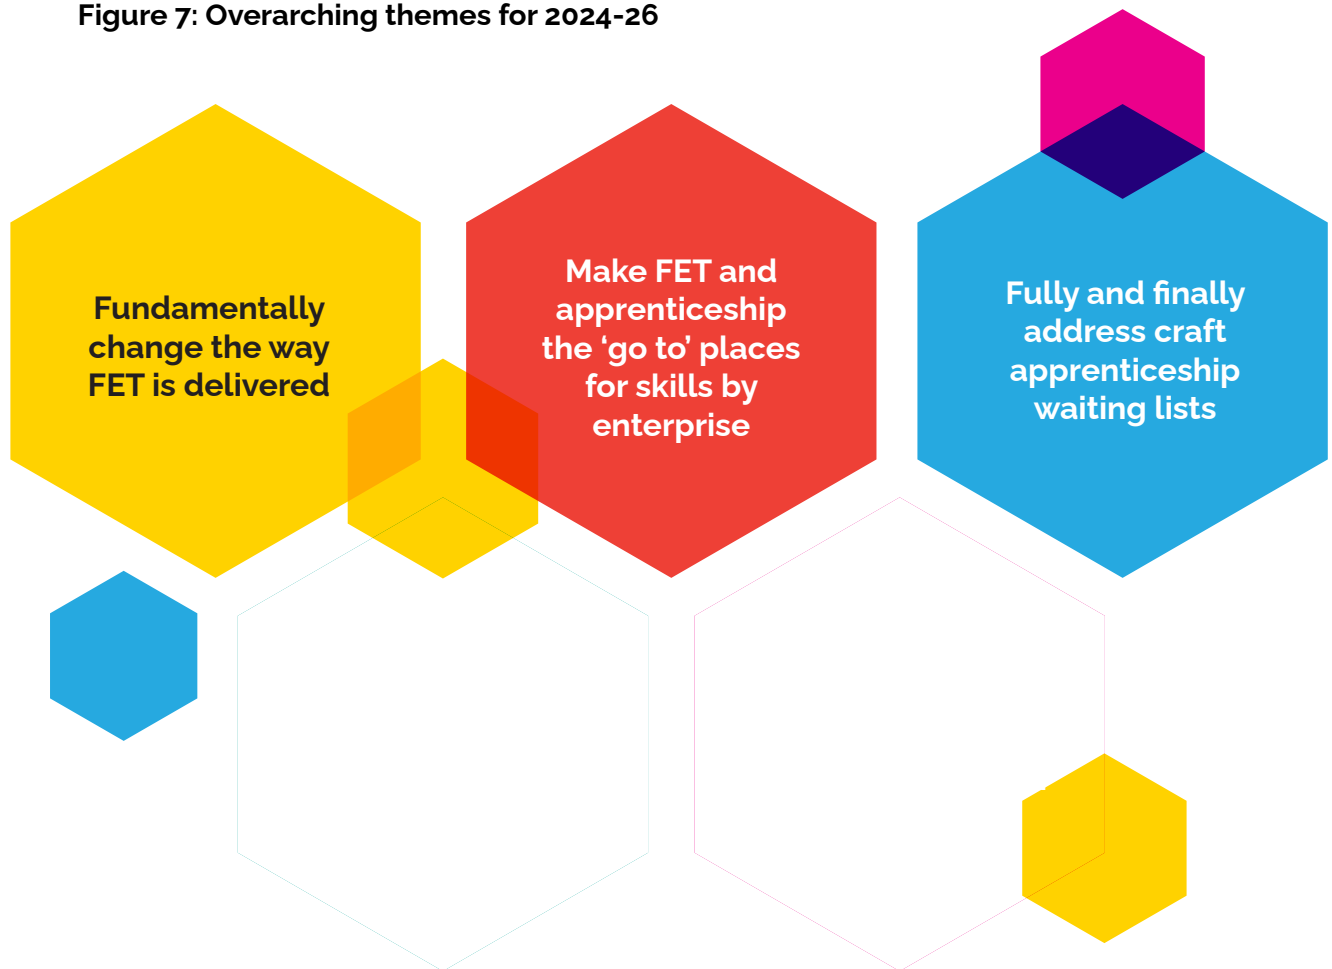 Figure 7: Overarching themes for 2024-26
Fundamentally
change the way
FET is delivered
Make FET and
apprenticeship
the ‘go to’ places
for skills by
enterprise
Fully and finally
address craft
apprenticeship
waiting lists